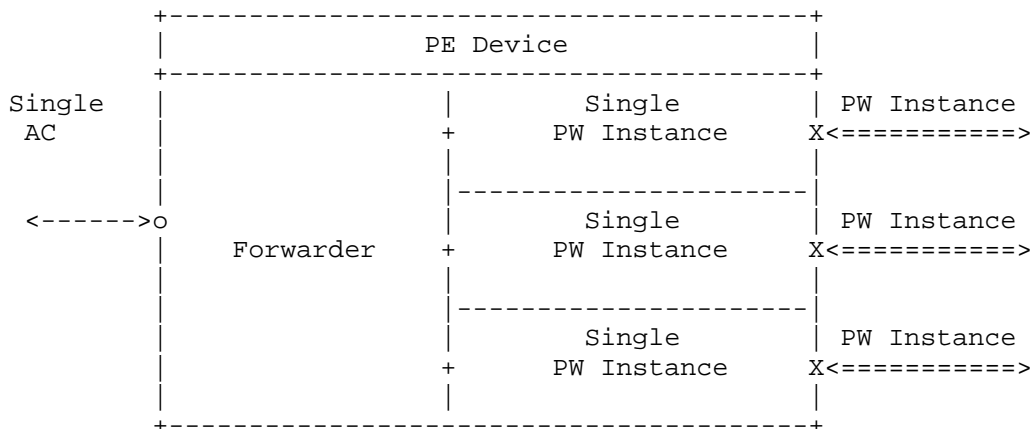 PE Device
Single Single PW Instance
AC PW Instance
Single PW Instance
Forwarder PW Instance
Single PW Instance
PW Instance